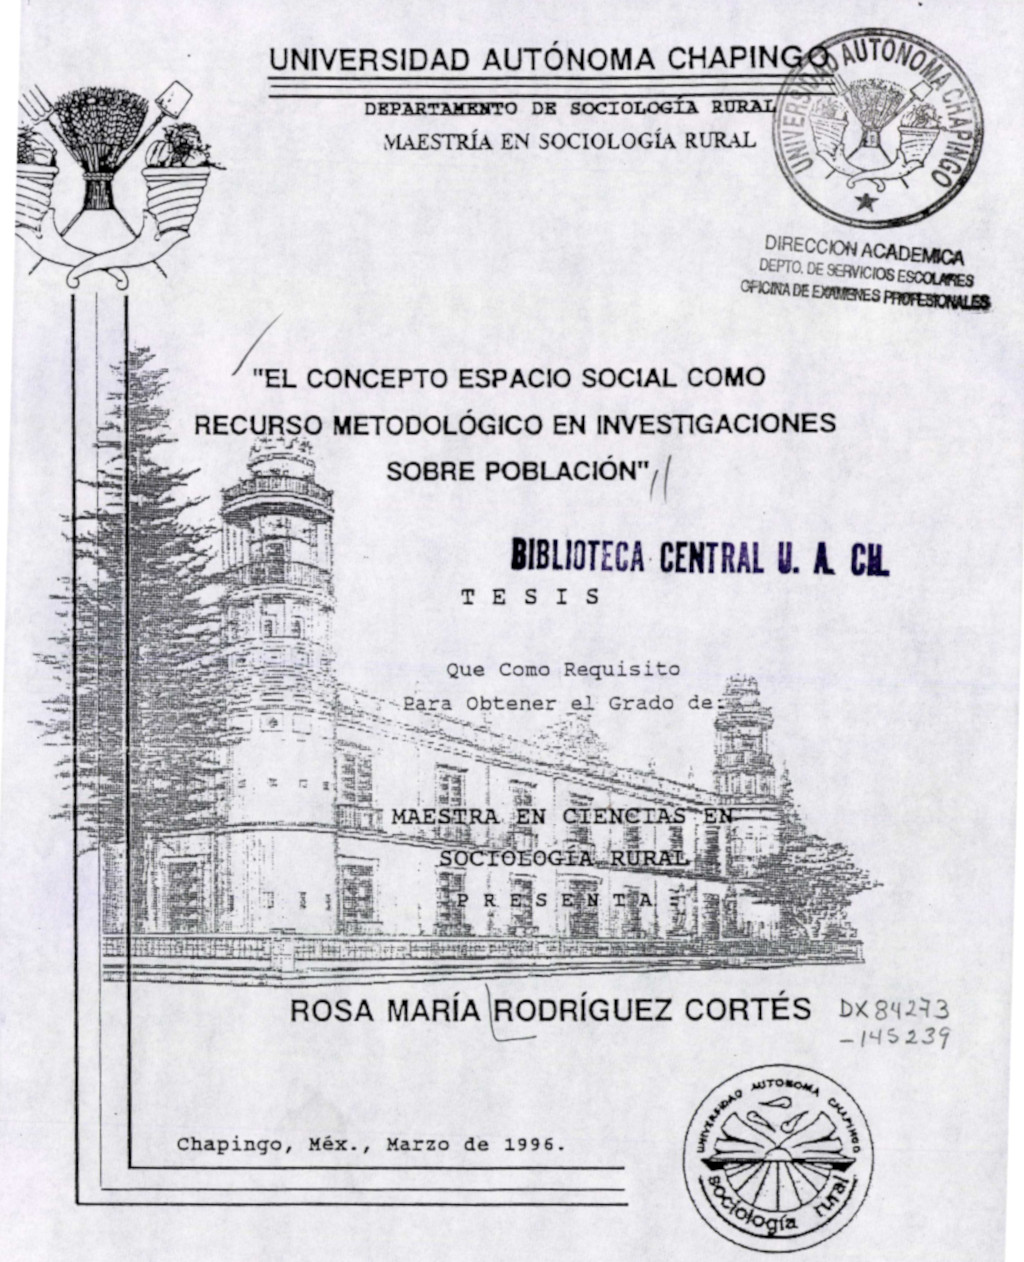 UNIVERSIDAD AUTÓNOMA CHAPINGO
DEPARTAMENTO DE SOCIOLOGÍA RURAL
MAESTRÍA EN SOCIOLOGÍA RURAL
UNIVERSIDAD AUTONOMA CHAPINGO
DIRECCION ACADEMICA
DEPTO. DE SERVICIOS ESCOLARES
OFICINA DE EXAMENES PROFESIONALES
"EL CONCEPTO ESPACIO SOCIAL COMO
RECURSO METODOLÓGICO EN INVESTIGACIONES
SOBRE POBLACIÓN"
BIBLIOTECA CENTRAL U. A. CH.
T E S I S
Que Como Requisito
Para Obtener el Grado de:
MAESTRA EN CIENCIAS EN
SOCIOLOGÍA RURAL
P R E S E N T A :
ROSA MARÍA RODRÍGUEZ CORTÉS
DX84273
-145239
Chapingo, Méx., Marzo de 1996.
UNIVERSIDAD AUTONOMA CHAPINGO
sociología rural